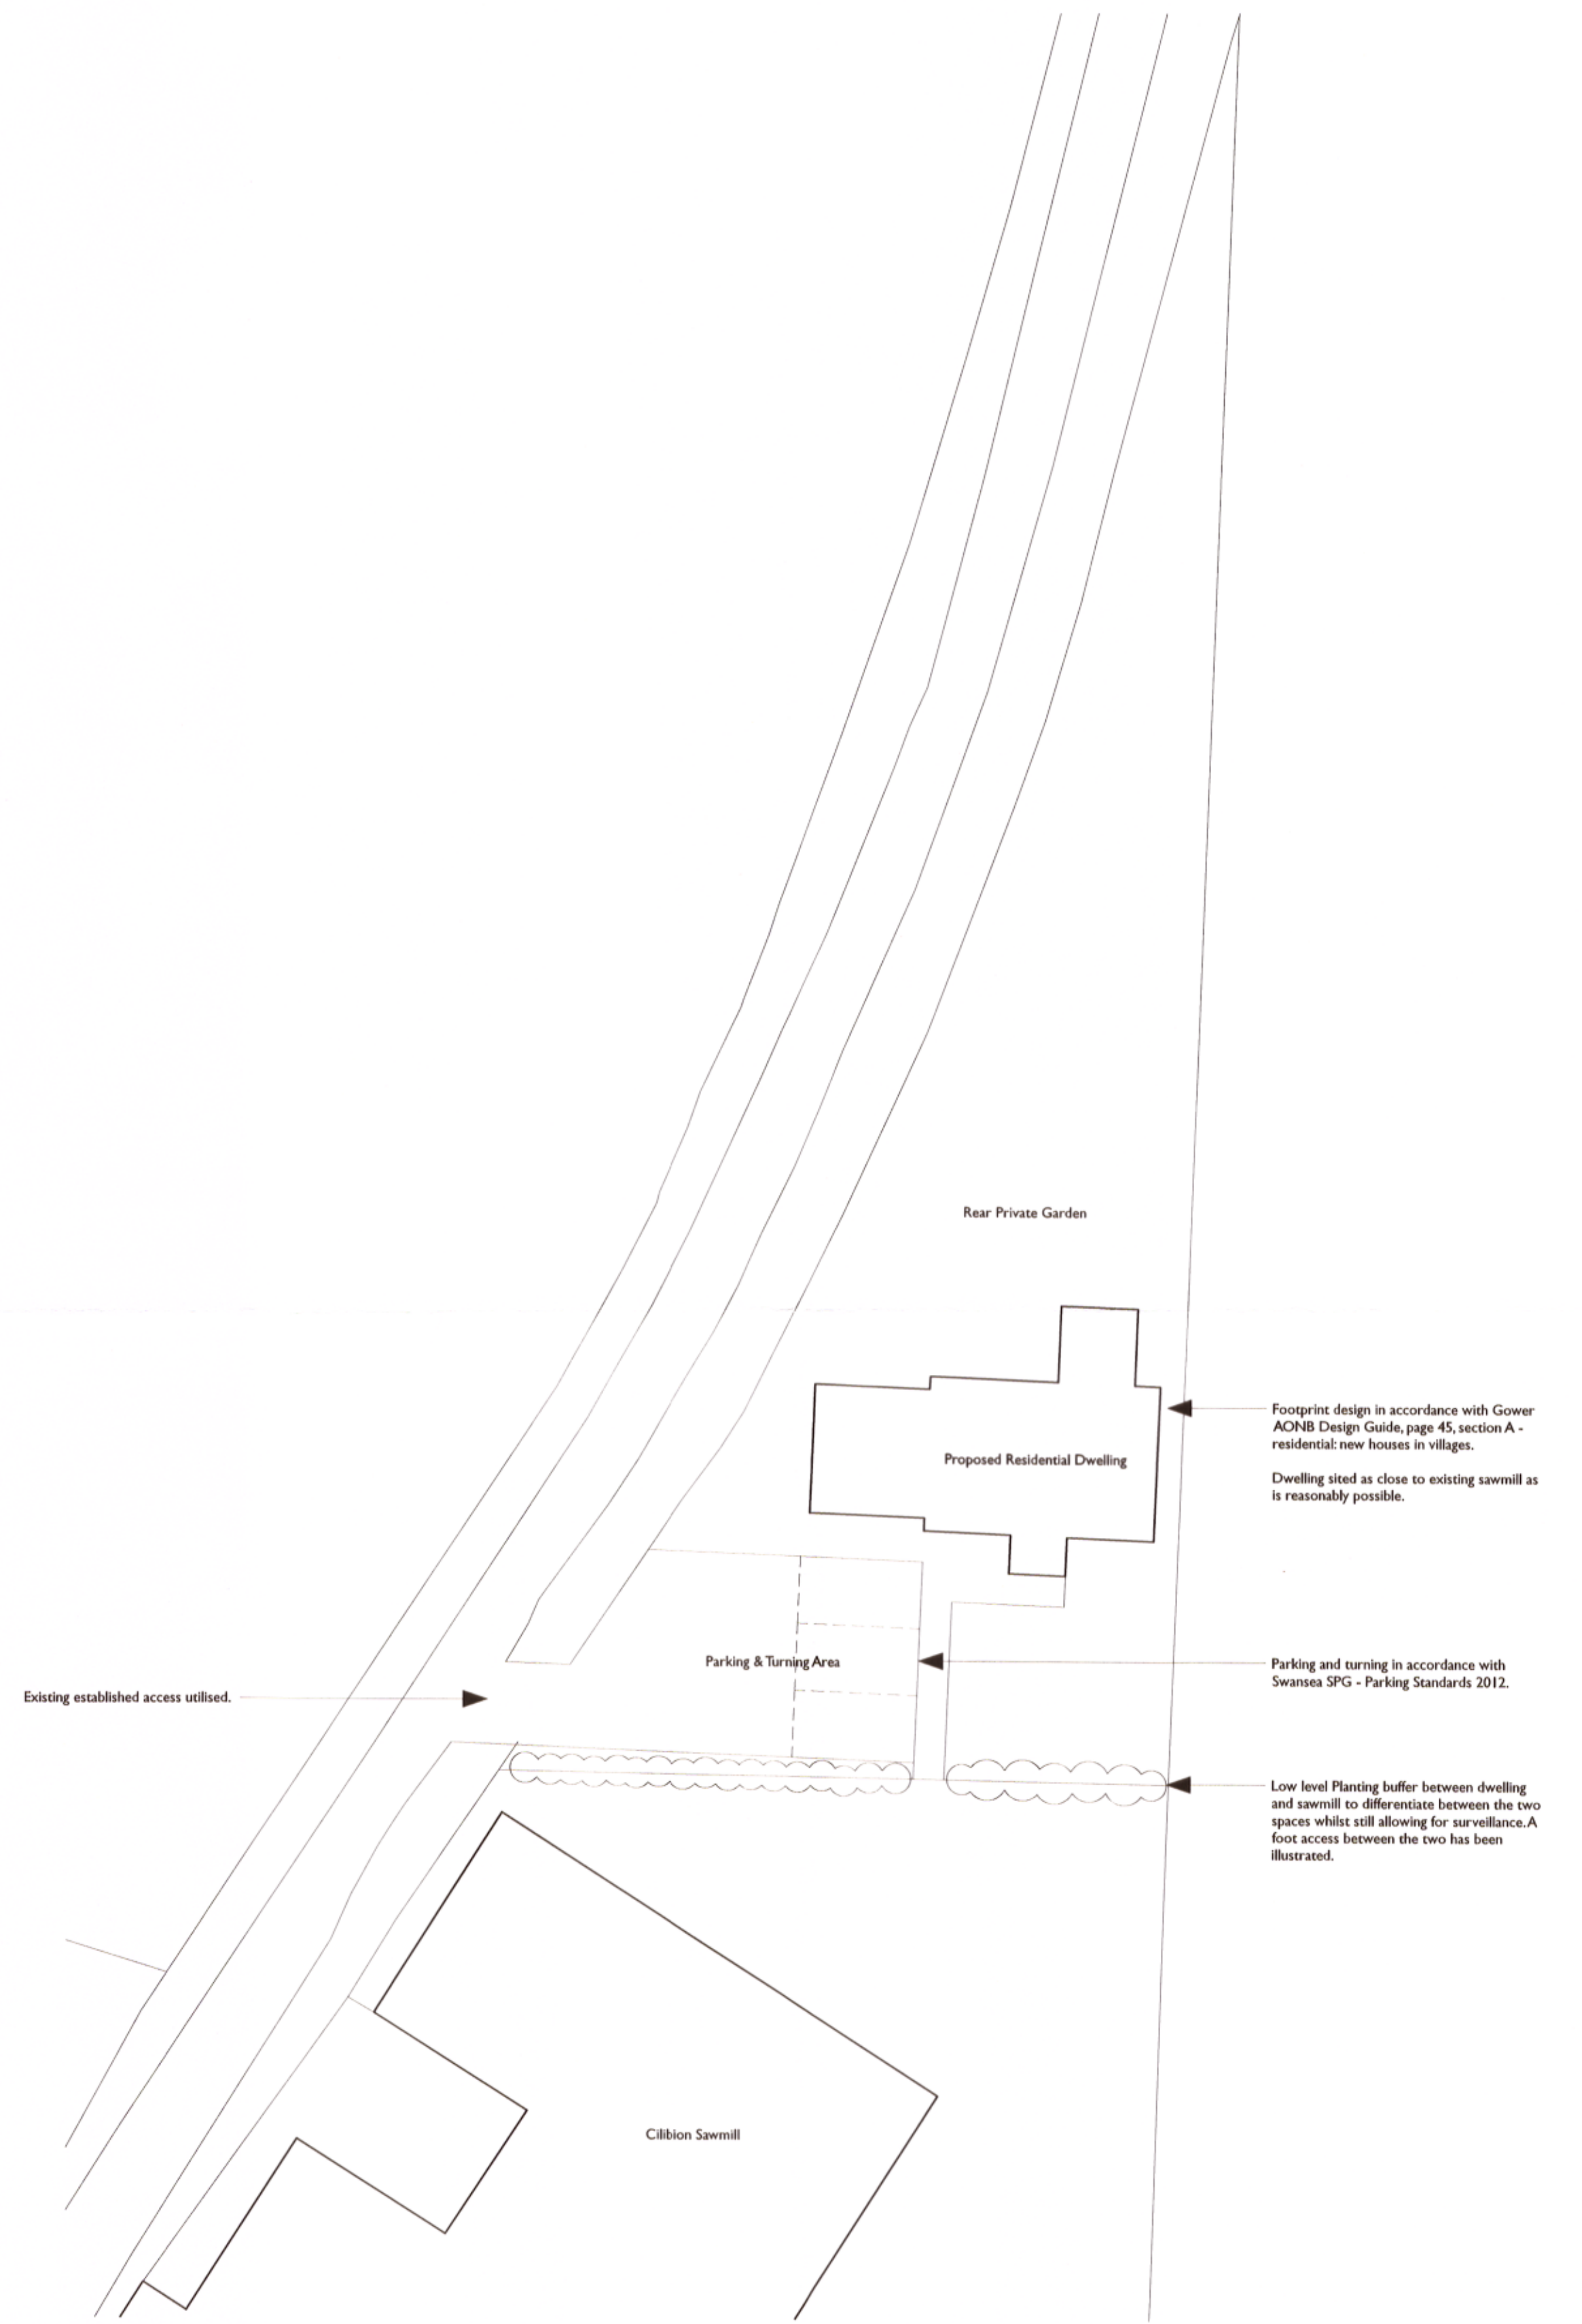 Rear Private Garden
Footprint design in accordance with Gower
AONB Design Guide, page 45, section A -
residential: new houses in villages.
Dwelling sited as close to existing sawmill as
is reasonably possible.
Proposed Residential Dwelling
Parking & Turning Area
Parking and turning in accordance with
Swansea SPG - Parking Standards 2012.
Existing established access utilised.
Low level Planting buffer between dwelling
and sawmill to differentiate between the two
spaces whilst still allowing for surveillance. A
foot access between the two has been
illustrated.
Cilibion Sawmill